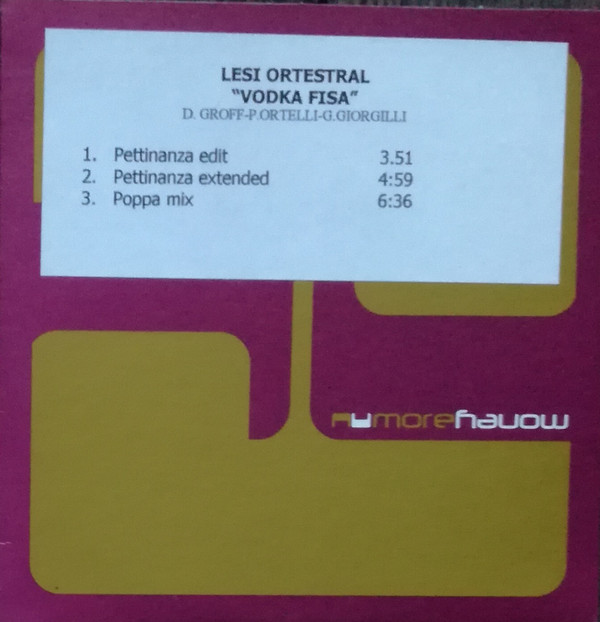 LESI ORTESTRAL
"VODKA FISA"
D. GROFF-P.ORTELLI-G.GIORGILLI
1. Pettinanza edit 3.51
2. Pettinanza extended 4:59
3. Poppa mix 6:36
rumore